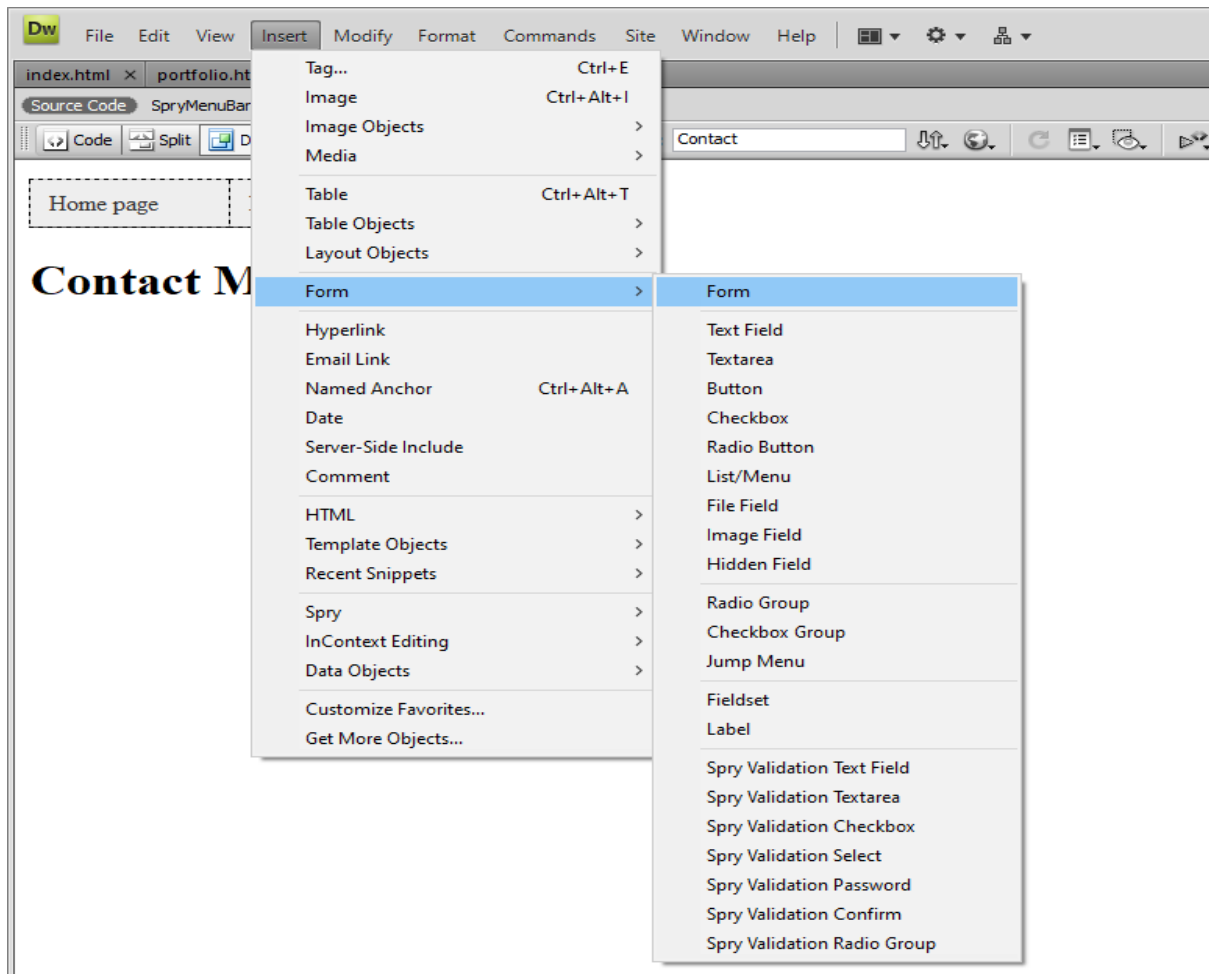 Dw File Edit View Insert Modify Format Commands Site Window Help
index.html × portfolio.ht
Source Code SpryMenuBar
Code Split D Contact
Home page
Contact M
Tag... Ctrl+E
Image Ctrl+Alt+I
Image Objects
Media
Table Ctrl+Alt+T
Table Objects
Layout Objects
Form
Hyperlink
Email Link
Named Anchor Ctrl+Alt+A
Date
Server-Side Include
Comment
HTML
Template Objects
Recent Snippets
Spry
InContext Editing
Data Objects
Customize Favorites...
Get More Objects...
Form
Text Field
Textarea
Button
Checkbox
Radio Button
List/Menu
File Field
Image Field
Hidden Field
Radio Group
Checkbox Group
Jump Menu
Fieldset
Label
Spry Validation Text Field
Spry Validation Textarea
Spry Validation Checkbox
Spry Validation Select
Spry Validation Password
Spry Validation Confirm
Spry Validation Radio Group